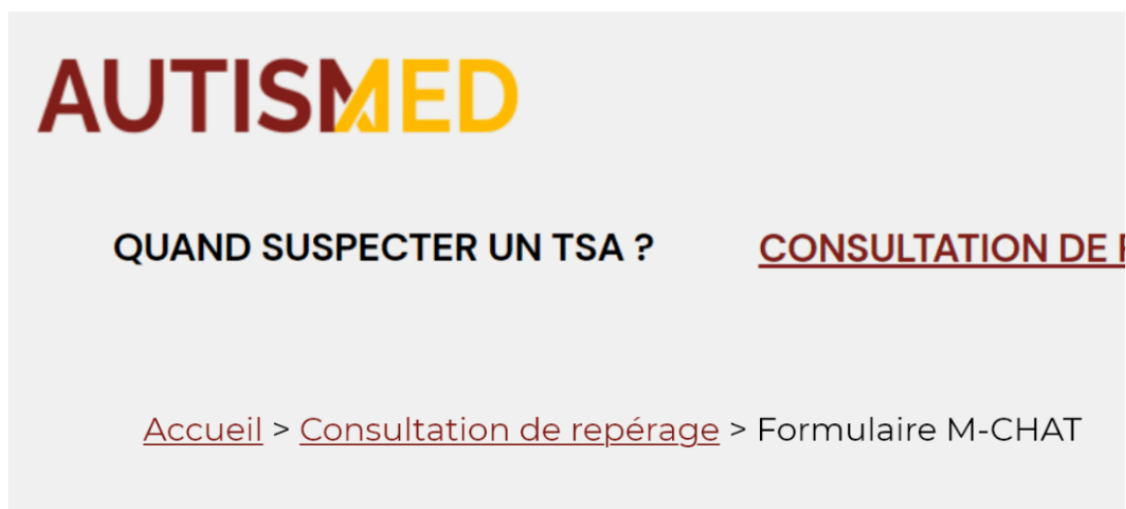 AUTISMED
QUAND SUSPECTER UN TSA ? CONSULTATION DE
Accueil > Consultation de repérage > Formulaire M-CHAT